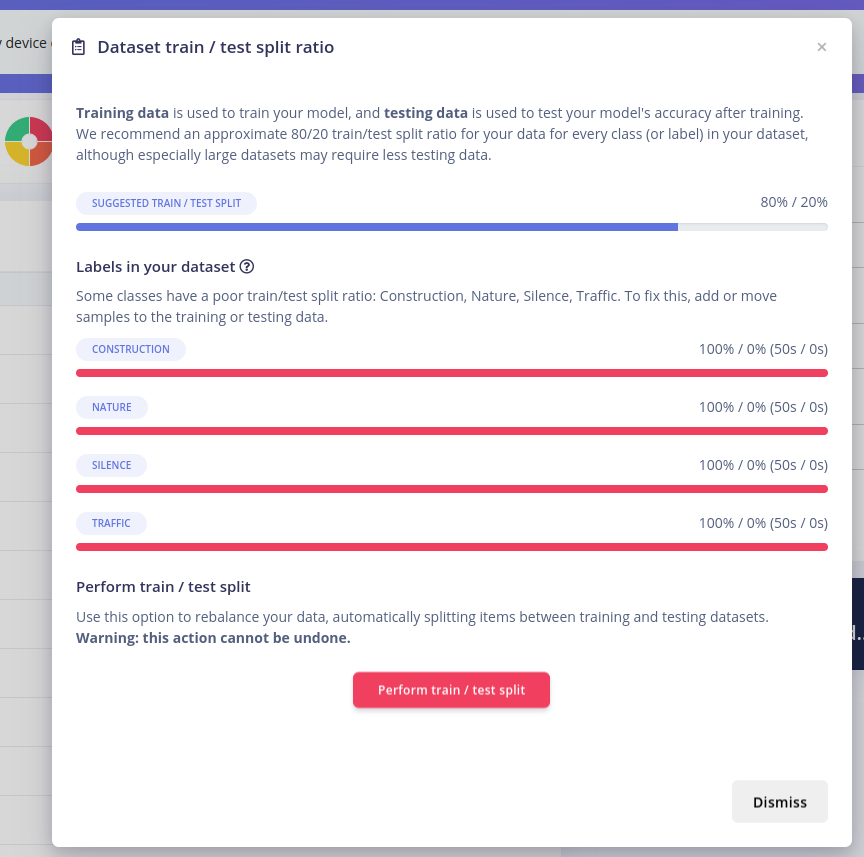 y device
Dataset train / test split ratio
×
Training data is used to train your model, and testing data is used to test your model's accuracy after training.
We recommend an approximate 80/20 train/test split ratio for your data for every class (or label) in your dataset,
although especially large datasets may require less testing data.
SUGGESTED TRAIN / TEST SPLIT 80% / 20%
Labels in your dataset
Some classes have a poor train/test split ratio: Construction, Nature, Silence, Traffic. To fix this, add or move
samples to the training or testing data.
CONSTRUCTION 100% / 0% (50s / 0s)
NATURE 100% / 0% (50s / 0s)
SILENCE 100% / 0% (50s / 0s)
TRAFFIC 100% / 0% (50s / 0s)
Perform train / test split
Use this option to rebalance your data, automatically splitting items between training and testing datasets.
Warning: this action cannot be undone.
d..
Perform train / test split
Dismiss